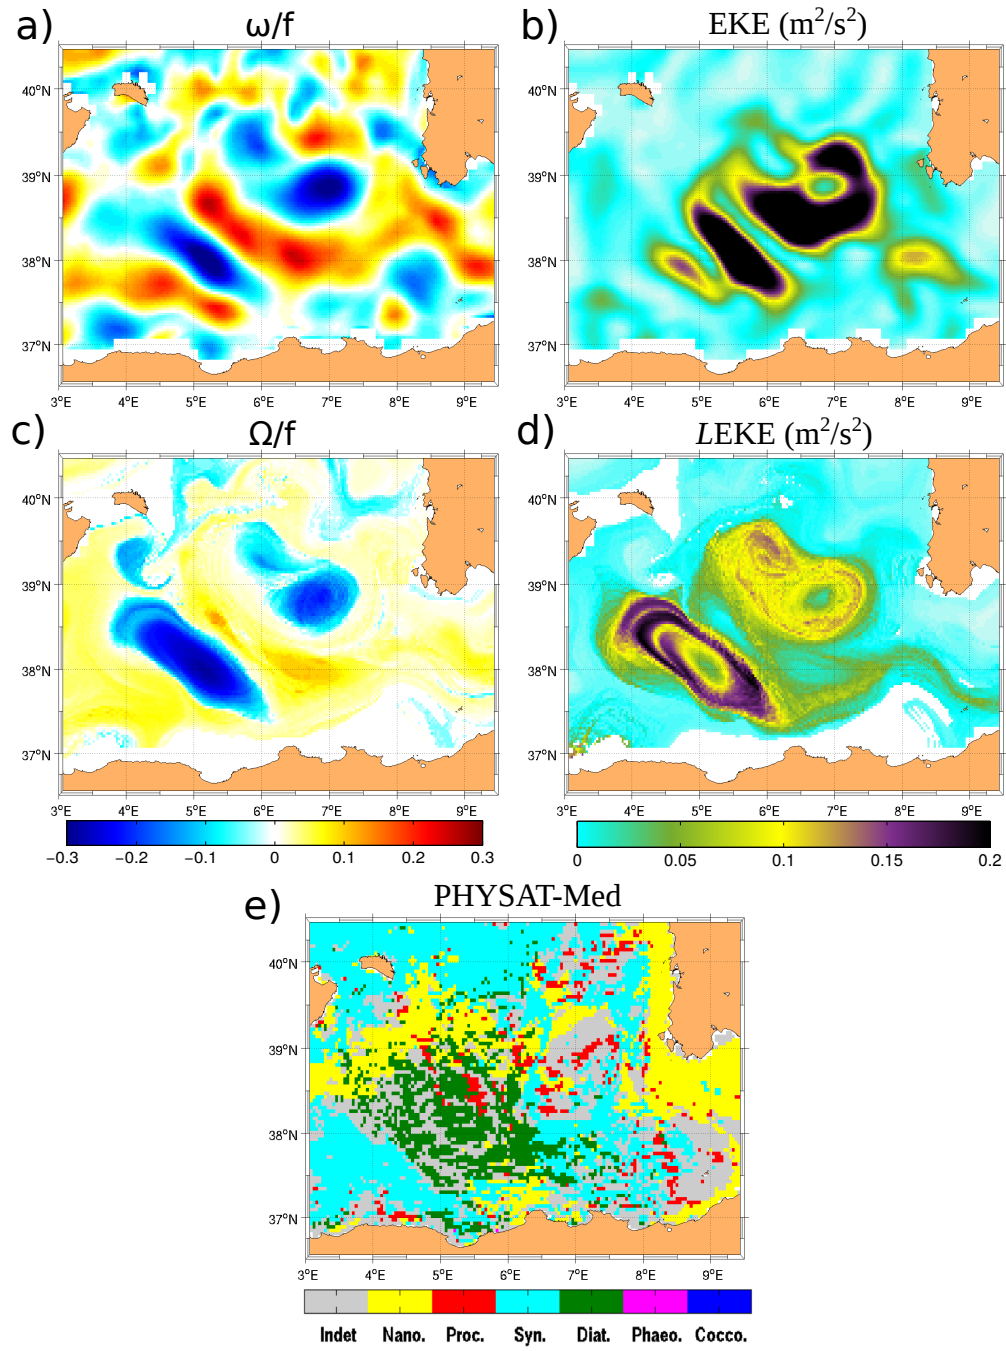 a) ω/f
b) EKE (m²/s²)
40°N
39°N
38°N
37°N
3°E 4°E 5°E 6°E 7°E 8°E 9°E
40°N
39°N
38°N
37°N
3°E 4°E 5°E 6°E 7°E 8°E 9°E
c) Ω/f
d) LEKE (m²/s²)
40°N
39°N
38°N
37°N
3°E 4°E 5°E 6°E 7°E 8°E 9°E
−0.3 −0.2 −0.1 0 0.1 0.2 0.3
40°N
39°N
38°N
37°N
3°E 4°E 5°E 6°E 7°E 8°E 9°E
0 0.05 0.1 0.15 0.2
e) PHYSAT-Med
40°N
39°N
38°N
37°N
3°E 4°E 5°E 6°E 7°E 8°E 9°E
Indet Nano. Proc. Syn. Diat. Phaeo. Cocco.